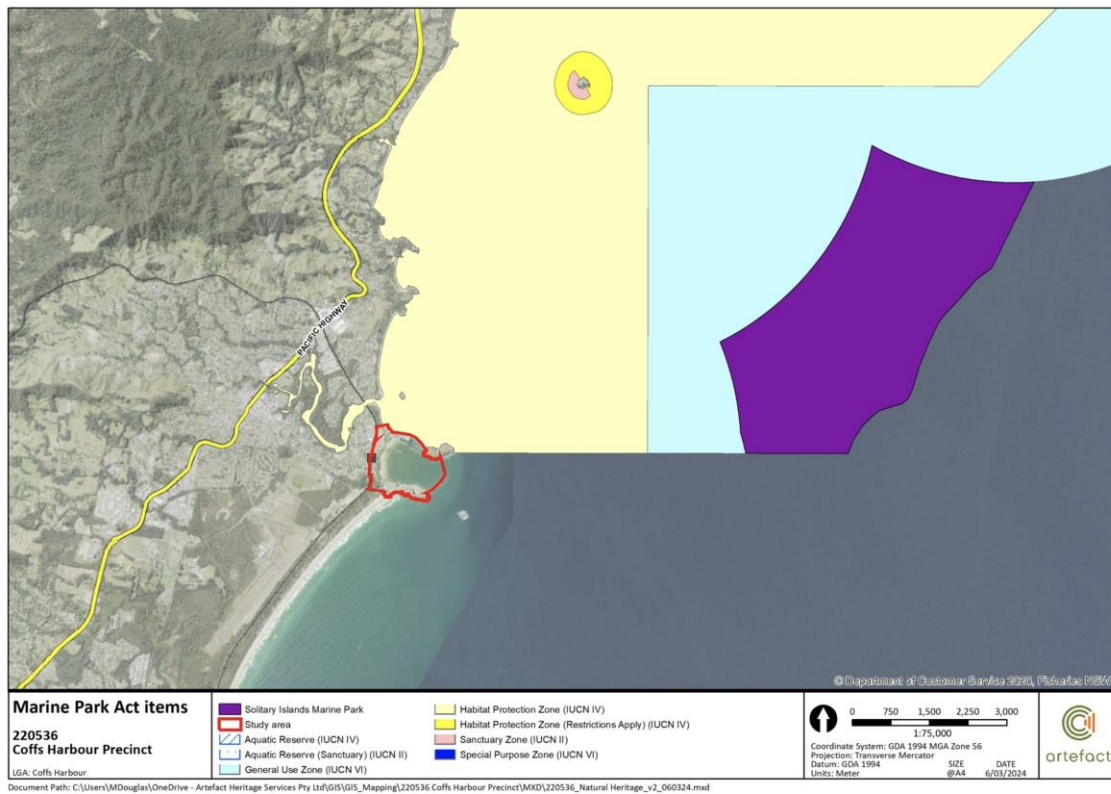 PACIFIC HIGHWAY
© Department of Customer Service 2020, Fisheries NSW
Marine Park Act items
220536
Coffs Harbour Precinct
LGA: Coffs Harbour
Solitary Islands Marine Park
Study area
Aquatic Reserve (IUCN IV)
Aquatic Reserve (Sanctuary) (IUCN II)
General Use Zone (IUCN VI)
Habitat Protection Zone (IUCN IV)
Habitat Protection Zone (Restrictions Apply) (IUCN IV)
Sanctuary Zone (IUCN II)
Special Purpose Zone (IUCN VI)
0 750 1,500 2,250 3,000
1:75,000
Coordinate System: GDA 1994 MGA Zone 56
Projection: Transverse Mercator
Datum: GDA 1994 SIZE DATE
Units: Meter @A4 6/03/2024
artefact
Document Path: C:\Users\MDouglas\OneDrive - Artefact Heritage Services Pty Ltd\GIS\GIS_Mapping\220536 Coffs Harbour Precinct\MXD\220536_Natural Heritage_v2_060324.mxd